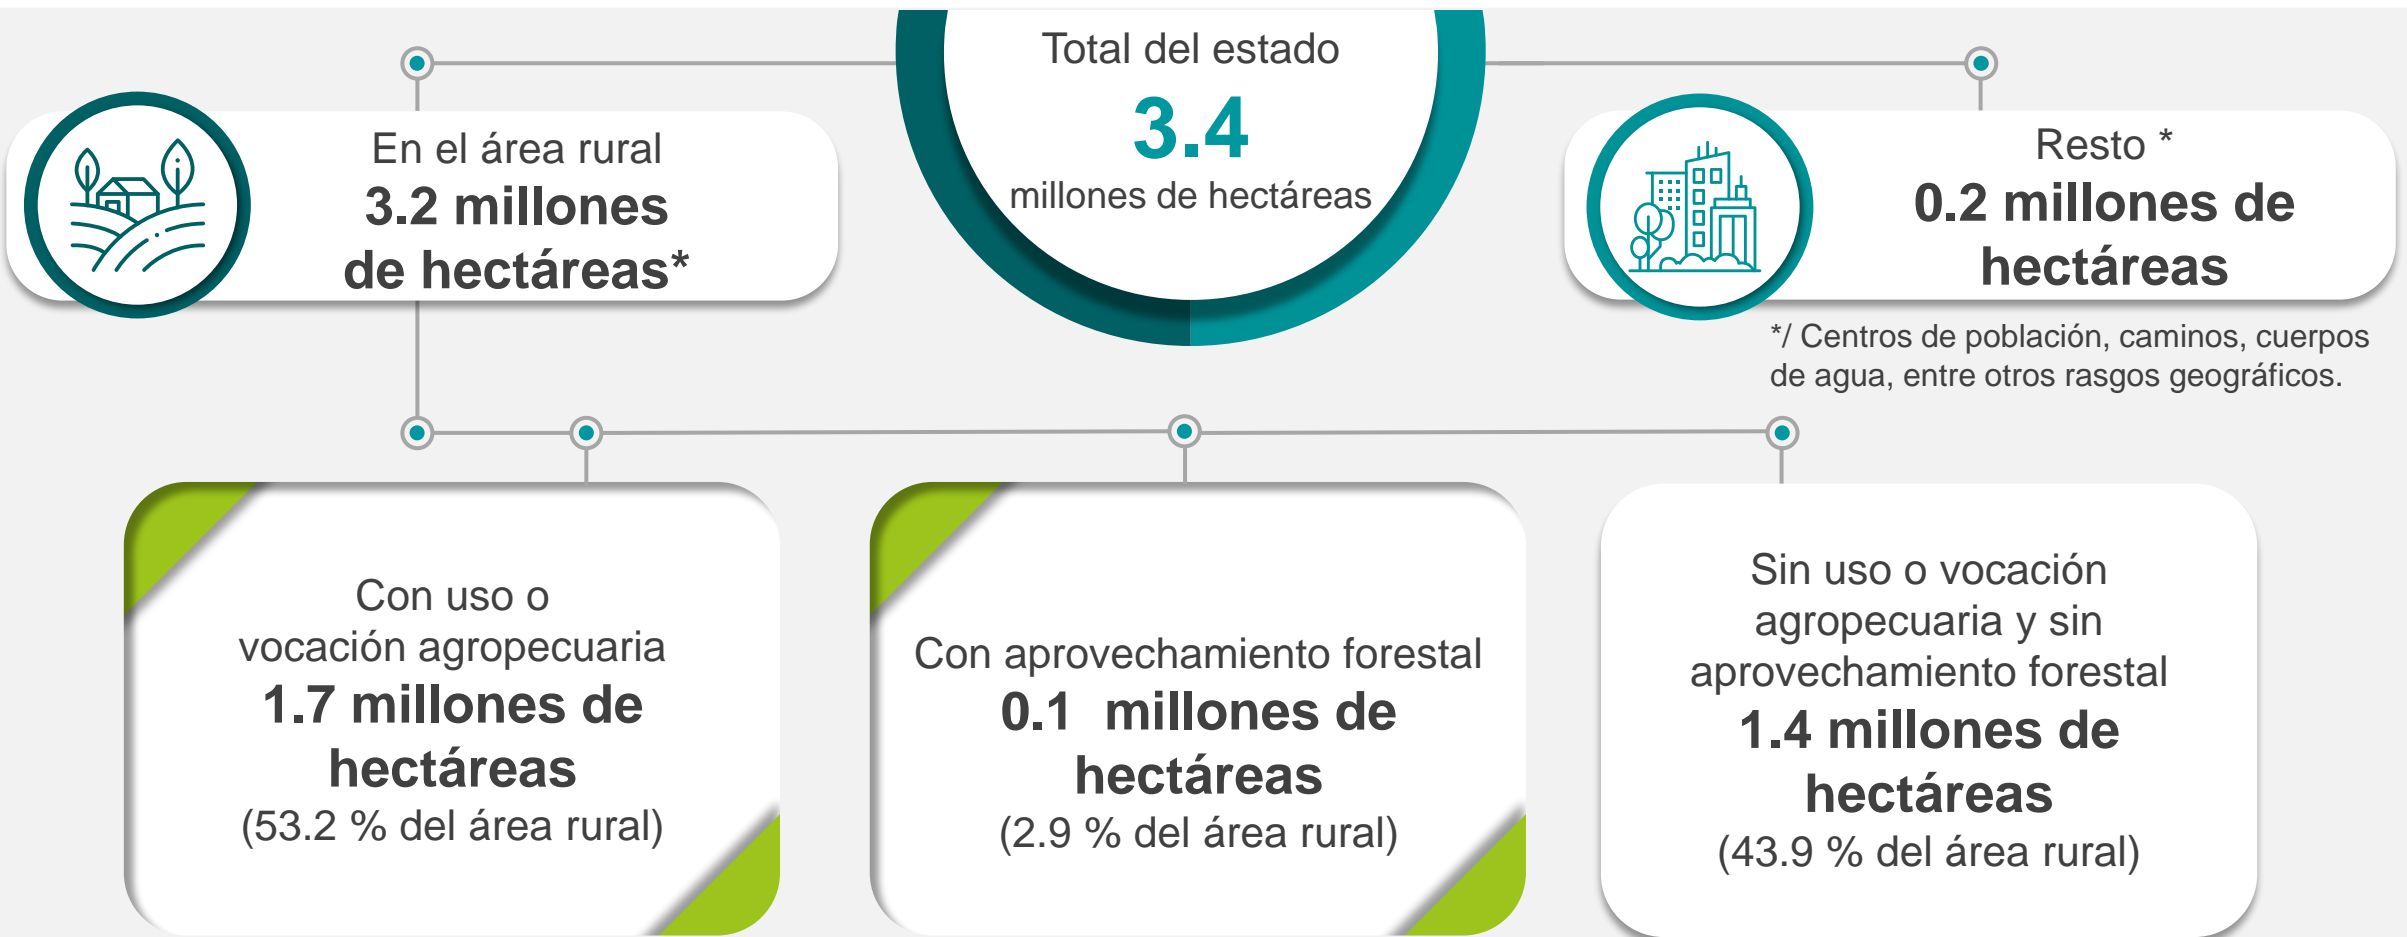 Total del estado
3.4
millones de hectáreas
En el área rural
3.2 millones
de hectáreas*
Resto *
0.2 millones de
hectáreas
*/ Centros de población, caminos, cuerpos
de agua, entre otros rasgos geográficos.
Con uso o
vocación agropecuaria
1.7 millones de
hectáreas
(53.2 % del área rural)
Con aprovechamiento forestal
0.1 millones de
hectáreas
(2.9 % del área rural)
Sin uso o vocación
agropecuaria y sin
aprovechamiento forestal
1.4 millones de
hectáreas
(43.9 % del área rural)